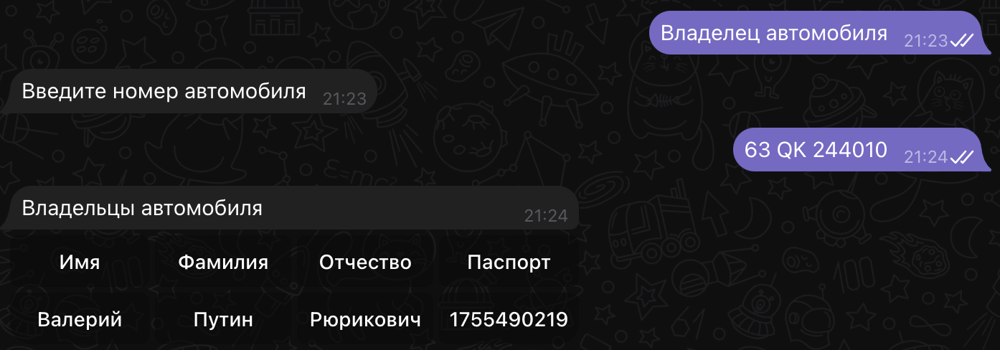 Владелец автомобиля 21:23
Введите номер автомобиля 21:23
63 QK 244010 21:24
Владельцы автомобиля 21:24
Имя Фамилия Отчество Паспорт
Валерий Путин Рюрикович 1755490219